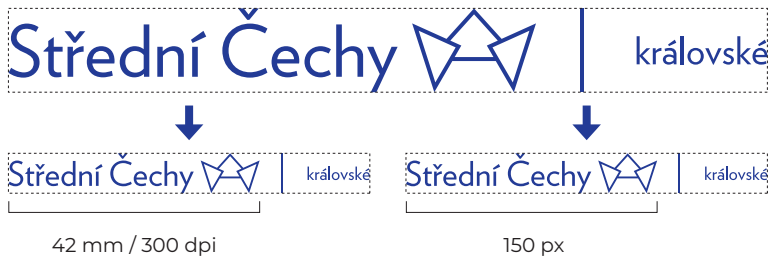 Střední Čechy královské
Střední Čechy královské Střední Čechy královské
42 mm / 300 dpi 150 px